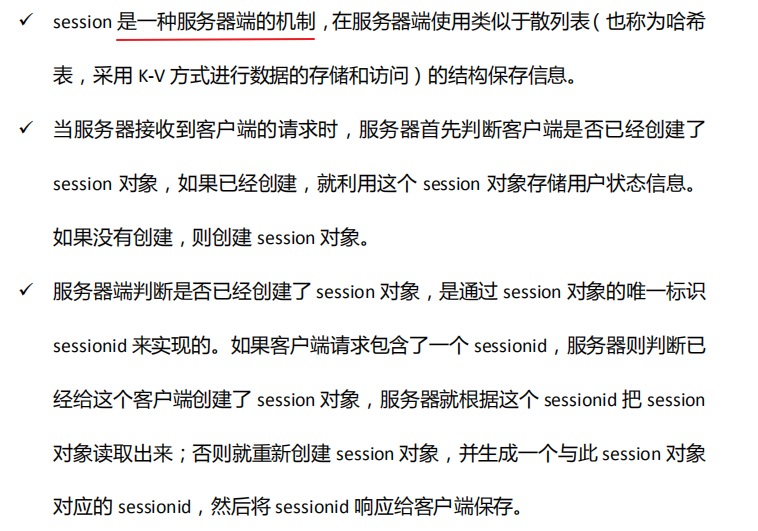 ✓ session 是一种服务器端的机制，在服务器端使用类似于散列表（也称为哈希
表，采用 K-V 方式进行数据的存储和访问）的结构保存信息。
✓ 当服务器接收到客户端的请求时，服务器首先判断客户端是否已经创建了
session 对象，如果已经创建，就利用这个 session 对象存储用户状态信息。
如果没有创建，则创建 session 对象。
✓ 服务器端判断是否已经创建了 session 对象，是通过 session 对象的唯一标识
sessionid 来实现的。如果客户端请求包含了一个 sessionid，服务器则判断已
经给这个客户端创建了 session 对象，服务器就根据这个 sessionid 把 session
对象读取出来；否则就重新创建 session 对象，并生成一个与此 session 对象
对应的 sessionid，然后将 sessionid 响应给客户端保存。